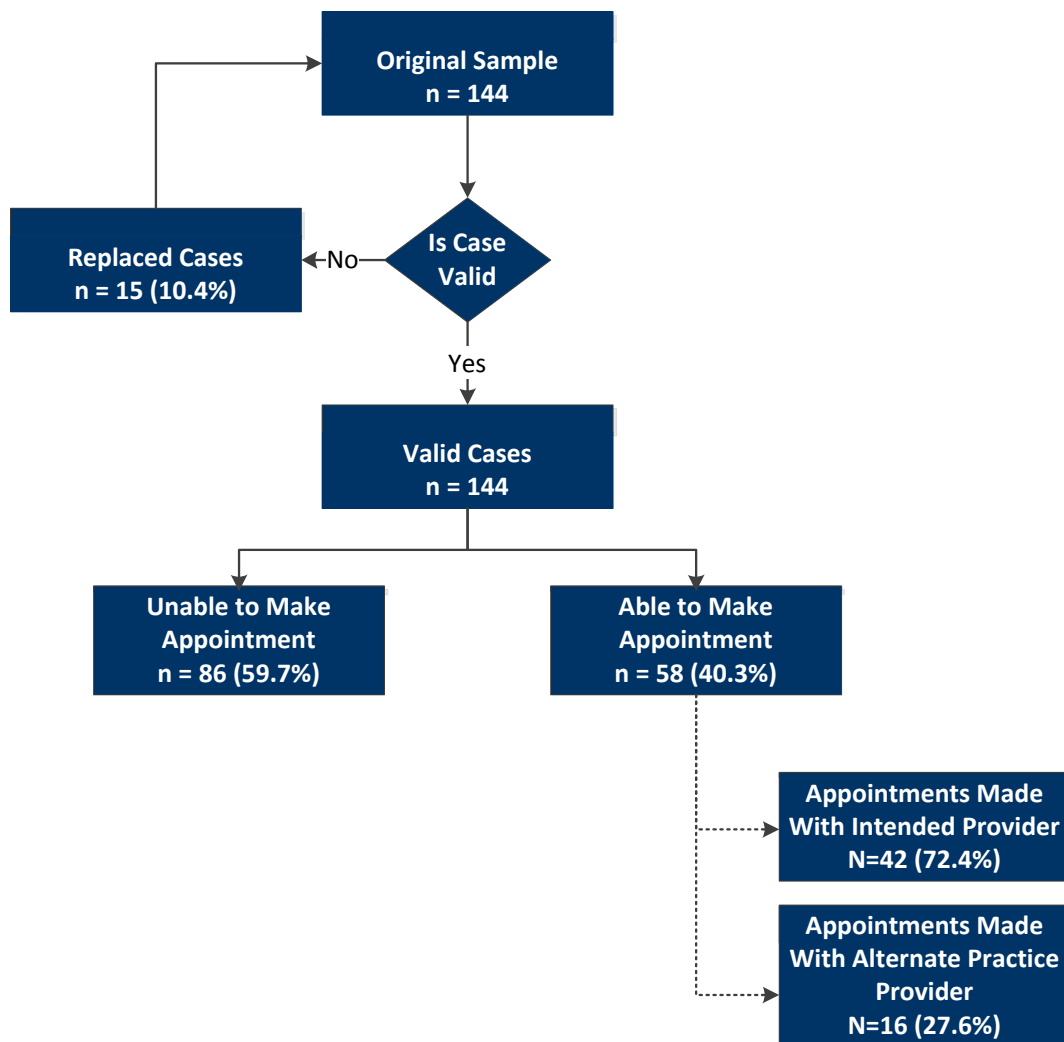 Original Sample
n = 144
Is Case
Valid
No
Replaced Cases
n = 15 (10.4%)
Yes
Valid Cases
n = 144
Unable to Make
Appointment
n = 86 (59.7%)
Able to Make
Appointment
n = 58 (40.3%)
Appointments Made
With Intended Provider
N=42 (72.4%)
Appointments Made
With Alternate Practice
Provider
N=16 (27.6%)